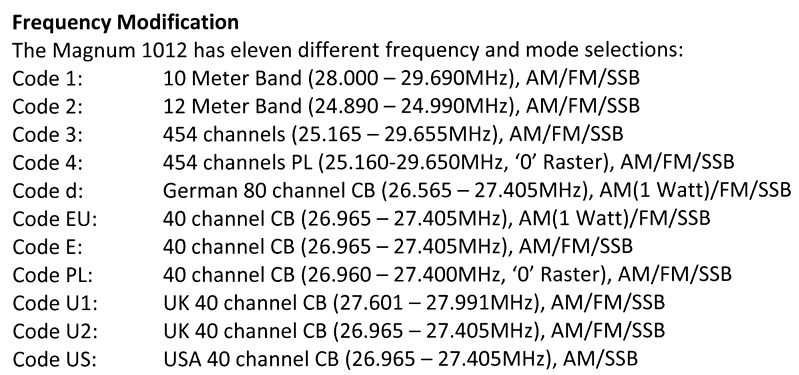 Frequency Modification
The Magnum 1012 has eleven different frequency and mode selections:
Code 1: 10 Meter Band (28.000 – 29.690MHz), AM/FM/SSB
Code 2: 12 Meter Band (24.890 – 24.990MHz), AM/FM/SSB
Code 3: 454 channels (25.165 – 29.655MHz), AM/FM/SSB
Code 4: 454 channels PL (25.160-29.650MHz, ‘0’ Raster), AM/FM/SSB
Code d: German 80 channel CB (26.565 – 27.405MHz), AM(1 Watt)/FM/SSB
Code EU: 40 channel CB (26.965 – 27.405MHz), AM(1 Watt)/FM/SSB
Code E: 40 channel CB (26.965 – 27.405MHz), AM/FM/SSB
Code PL: 40 channel CB (26.960 – 27.400MHz, ‘0’ Raster), AM/FM/SSB
Code U1: UK 40 channel CB (27.601 – 27.991MHz), AM/FM/SSB
Code U2: UK 40 channel CB (26.965 – 27.405MHz), AM/FM/SSB
Code US: USA 40 channel CB (26.965 – 27.405MHz), AM/SSB